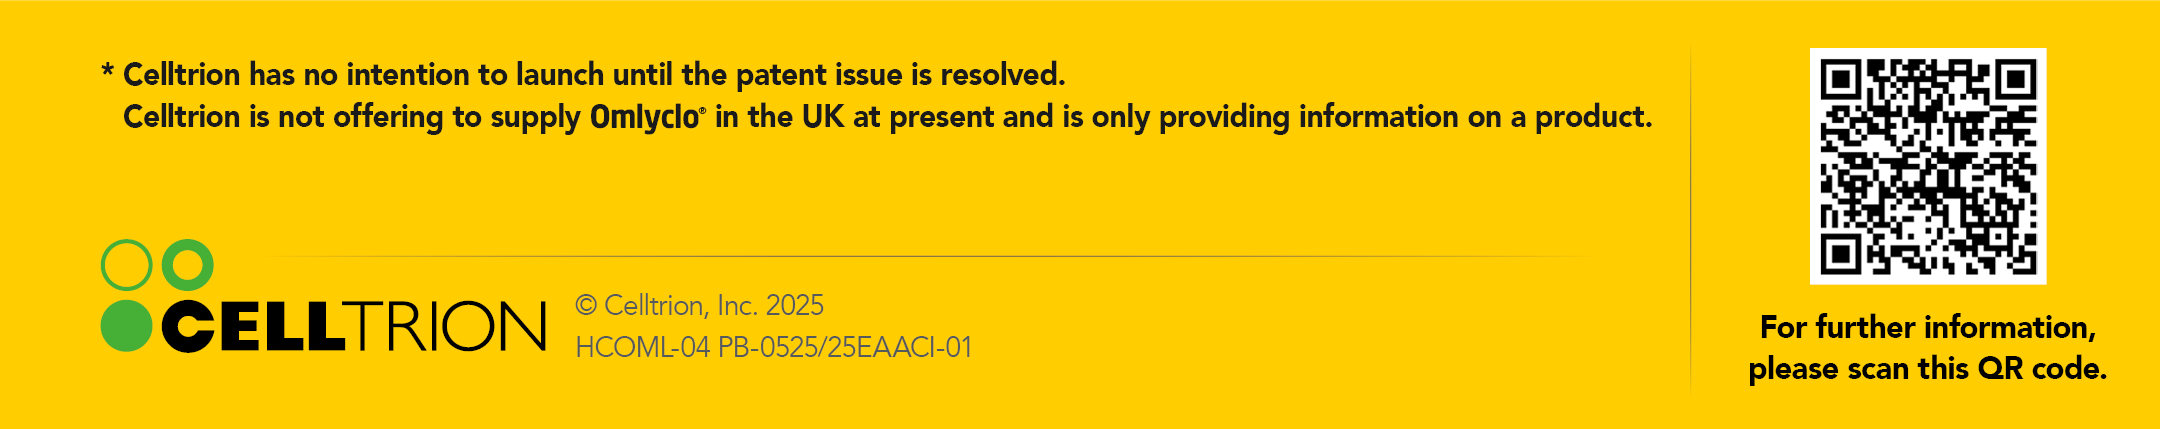 * Celltrion has no intention to launch until the patent issue is resolved.
Celltrion is not offering to supply Omlyclo® in the UK at present and is only providing information on a product.
CELLTRION
© Celltrion, Inc. 2025
HCOML-04 PB-0525/25EAACI-01
For further information,
please scan this QR code.